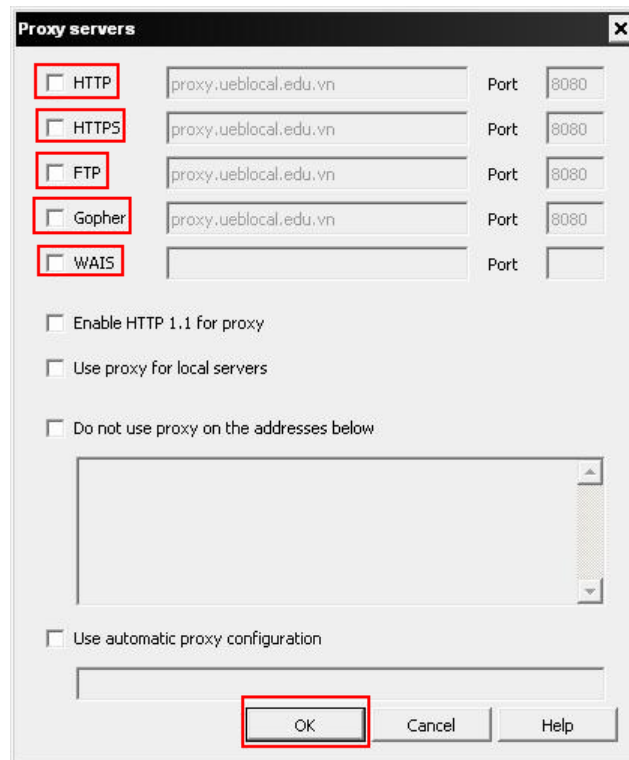 Proxy servers
HTTP proxy.ueblocal.edu.vn Port 8080
HTTPS proxy.ueblocal.edu.vn Port 8080
FTP proxy.ueblocal.edu.vn Port 8080
Gopher proxy.ueblocal.edu.vn Port 8080
WAIS Port
Enable HTTP 1.1 for proxy
Use proxy for local servers
Do not use proxy on the addresses below
Use automatic proxy configuration
OK Cancel Help